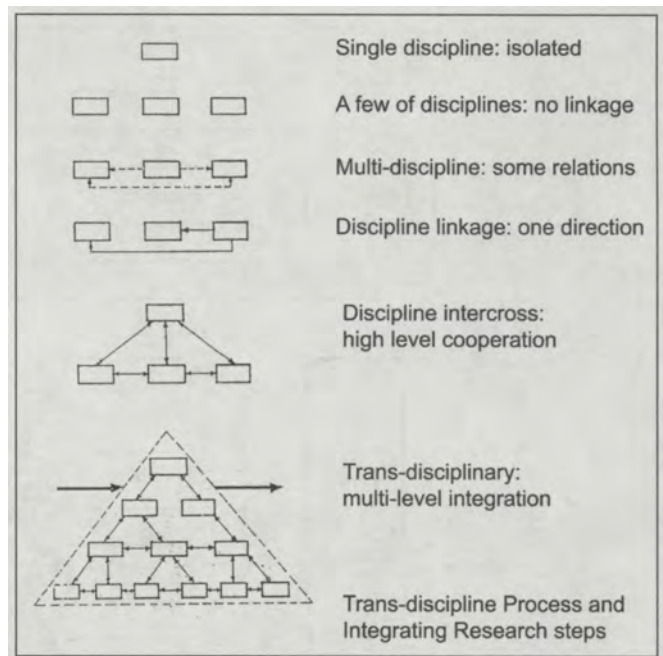 Single discipline: isolated
A few of disciplines: no linkage
Multi-discipline: some relations
Discipline linkage: one direction
Discipline intercross:
high level cooperation
Trans-disciplinary:
multi-level integration
Trans-discipline Process and
Integrating Research steps